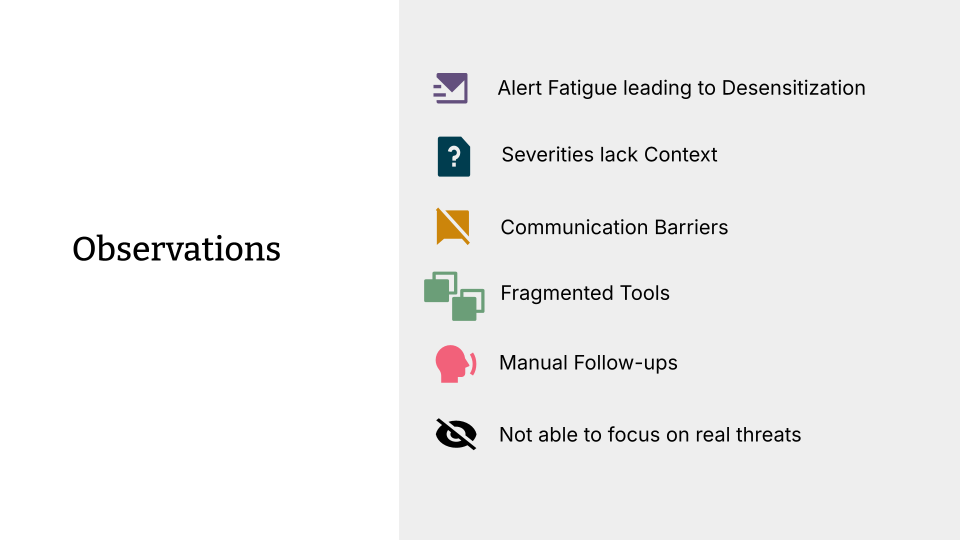 Observations
Alert Fatigue leading to Desensitization
?
Severities lack Context
Communication Barriers
Fragmented Tools
Manual Follow-ups
Not able to focus on real threats